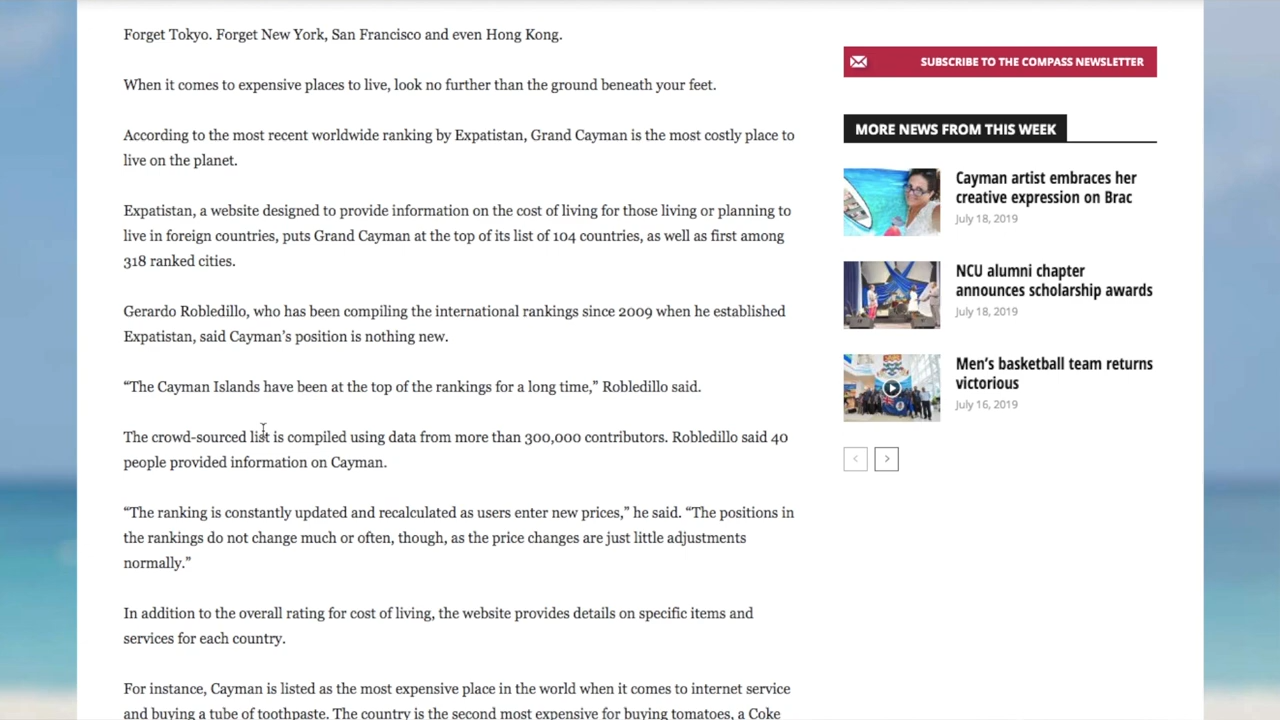 Forget Tokyo. Forget New York, San Francisco and even Hong Kong.
When it comes to expensive places to live, look no further than the ground beneath your feet.
According to the most recent worldwide ranking by Expatistan, Grand Cayman is the most costly place to
live on the planet.
Expatistan, a website designed to provide information on the cost of living for those living or planning to
live in foreign countries, puts Grand Cayman at the top of its list of 104 countries, as well as first among
318 ranked cities.
Gerardo Robledillo, who has been compiling the international rankings since 2009 when he established
Expatistan, said Cayman’s position is nothing new.
“The Cayman Islands have been at the top of the rankings for a long time,” Robledillo said.
The crowd-sourced list is compiled using data from more than 300,000 contributors. Robledillo said 40
people provided information on Cayman.
“The ranking is constantly updated and recalculated as users enter new prices,” he said. “The positions in
the rankings do not change much or often, though, as the price changes are just little adjustments
normally.”
In addition to the overall rating for cost of living, the website provides details on specific items and
services for each country.
For instance, Cayman is listed as the most expensive place in the world when it comes to internet service
and buying a tube of toothpaste. The country is the second most expensive for buying tomatoes, a Coke
SUBSCRIBE TO THE COMPASS NEWSLETTER
MORE NEWS FROM THIS WEEK
Cayman artist embraces her
creative expression on Brac
July 18, 2019
NCU alumni chapter
announces scholarship awards
July 18, 2019
Men’s basketball team returns
victorious
July 16, 2019